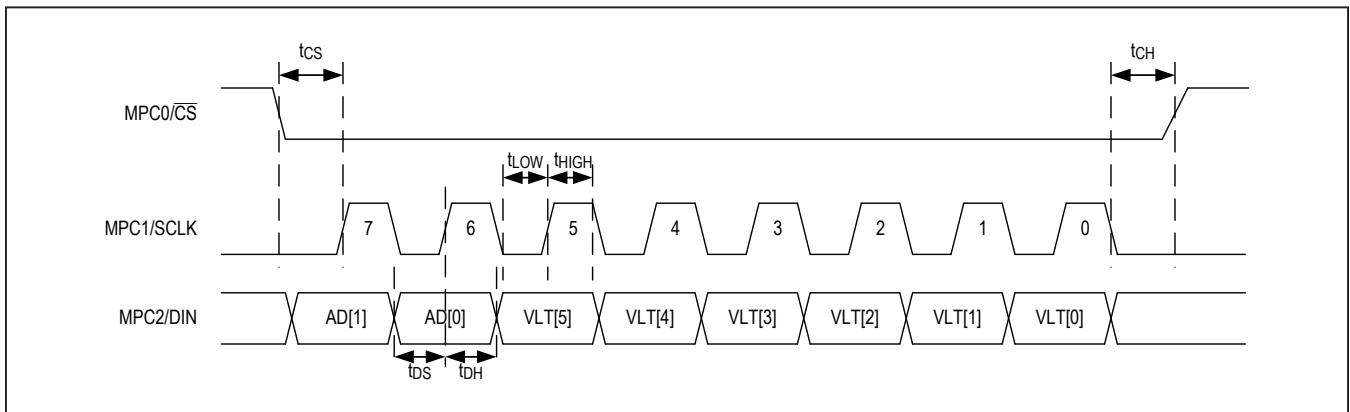 tCS
tCH
MPC0/C̅S̅
tLOW tHIGH
MPC1/SCLK 7 6 5 4 3 2 1 0
MPC2/DIN AD[1] AD[0] VLT[5] VLT[4] VLT[3] VLT[2] VLT[1] VLT[0]
tDS tDH